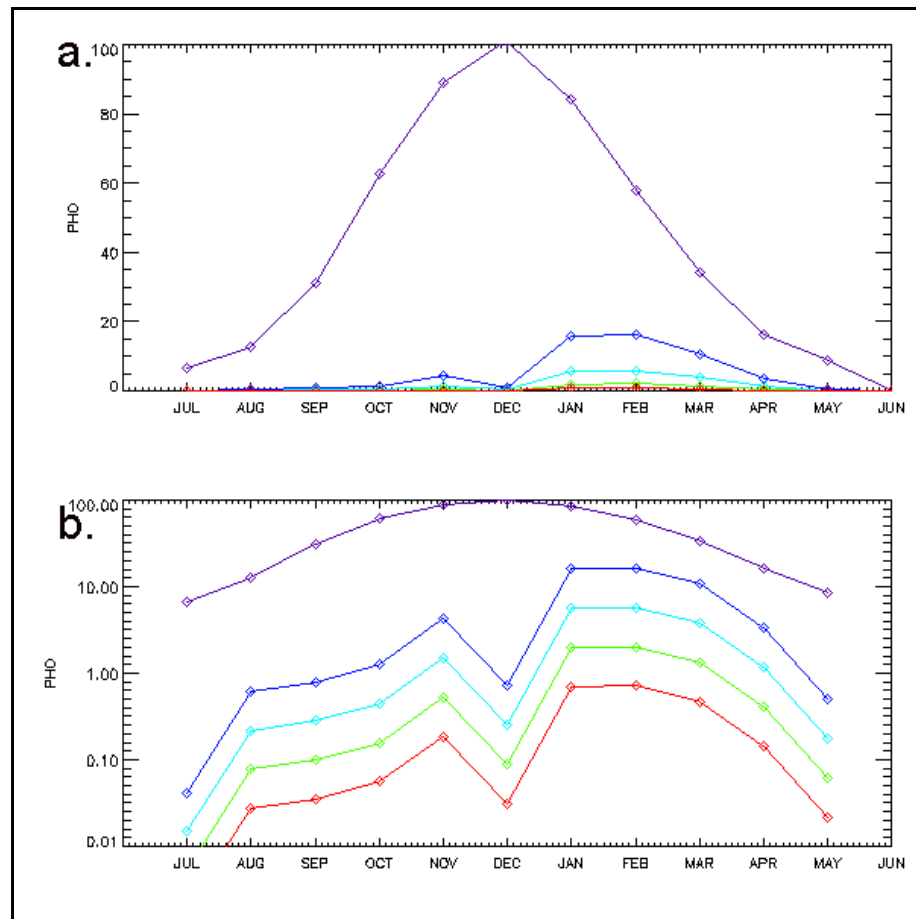 a.
100
80
60
40
20
0
PHO
JUL AUG SEP OCT NOV DEC JAN FEB MAR APR MAY JUN
b.
100.00
10.00
1.00
0.10
0.01
PHO
JUL AUG SEP OCT NOV DEC JAN FEB MAR APR MAY JUN